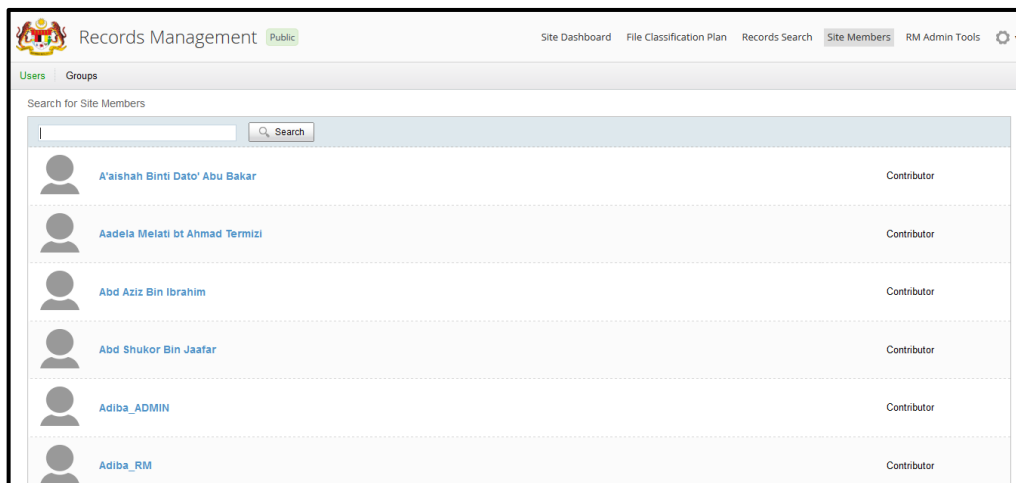 Records Management Public Site Dashboard File Classification Plan Records Search Site Members RM Admin Tools
Users Groups
Search for Site Members
Search
A'aishah Binti Dato' Abu Bakar Contributor
Aadela Melati bt Ahmad Termizi Contributor
Abd Aziz Bin Ibrahim Contributor
Abd Shukor Bin Jaafar Contributor
Adiba_ADMIN Contributor
Adiba_RM Contributor